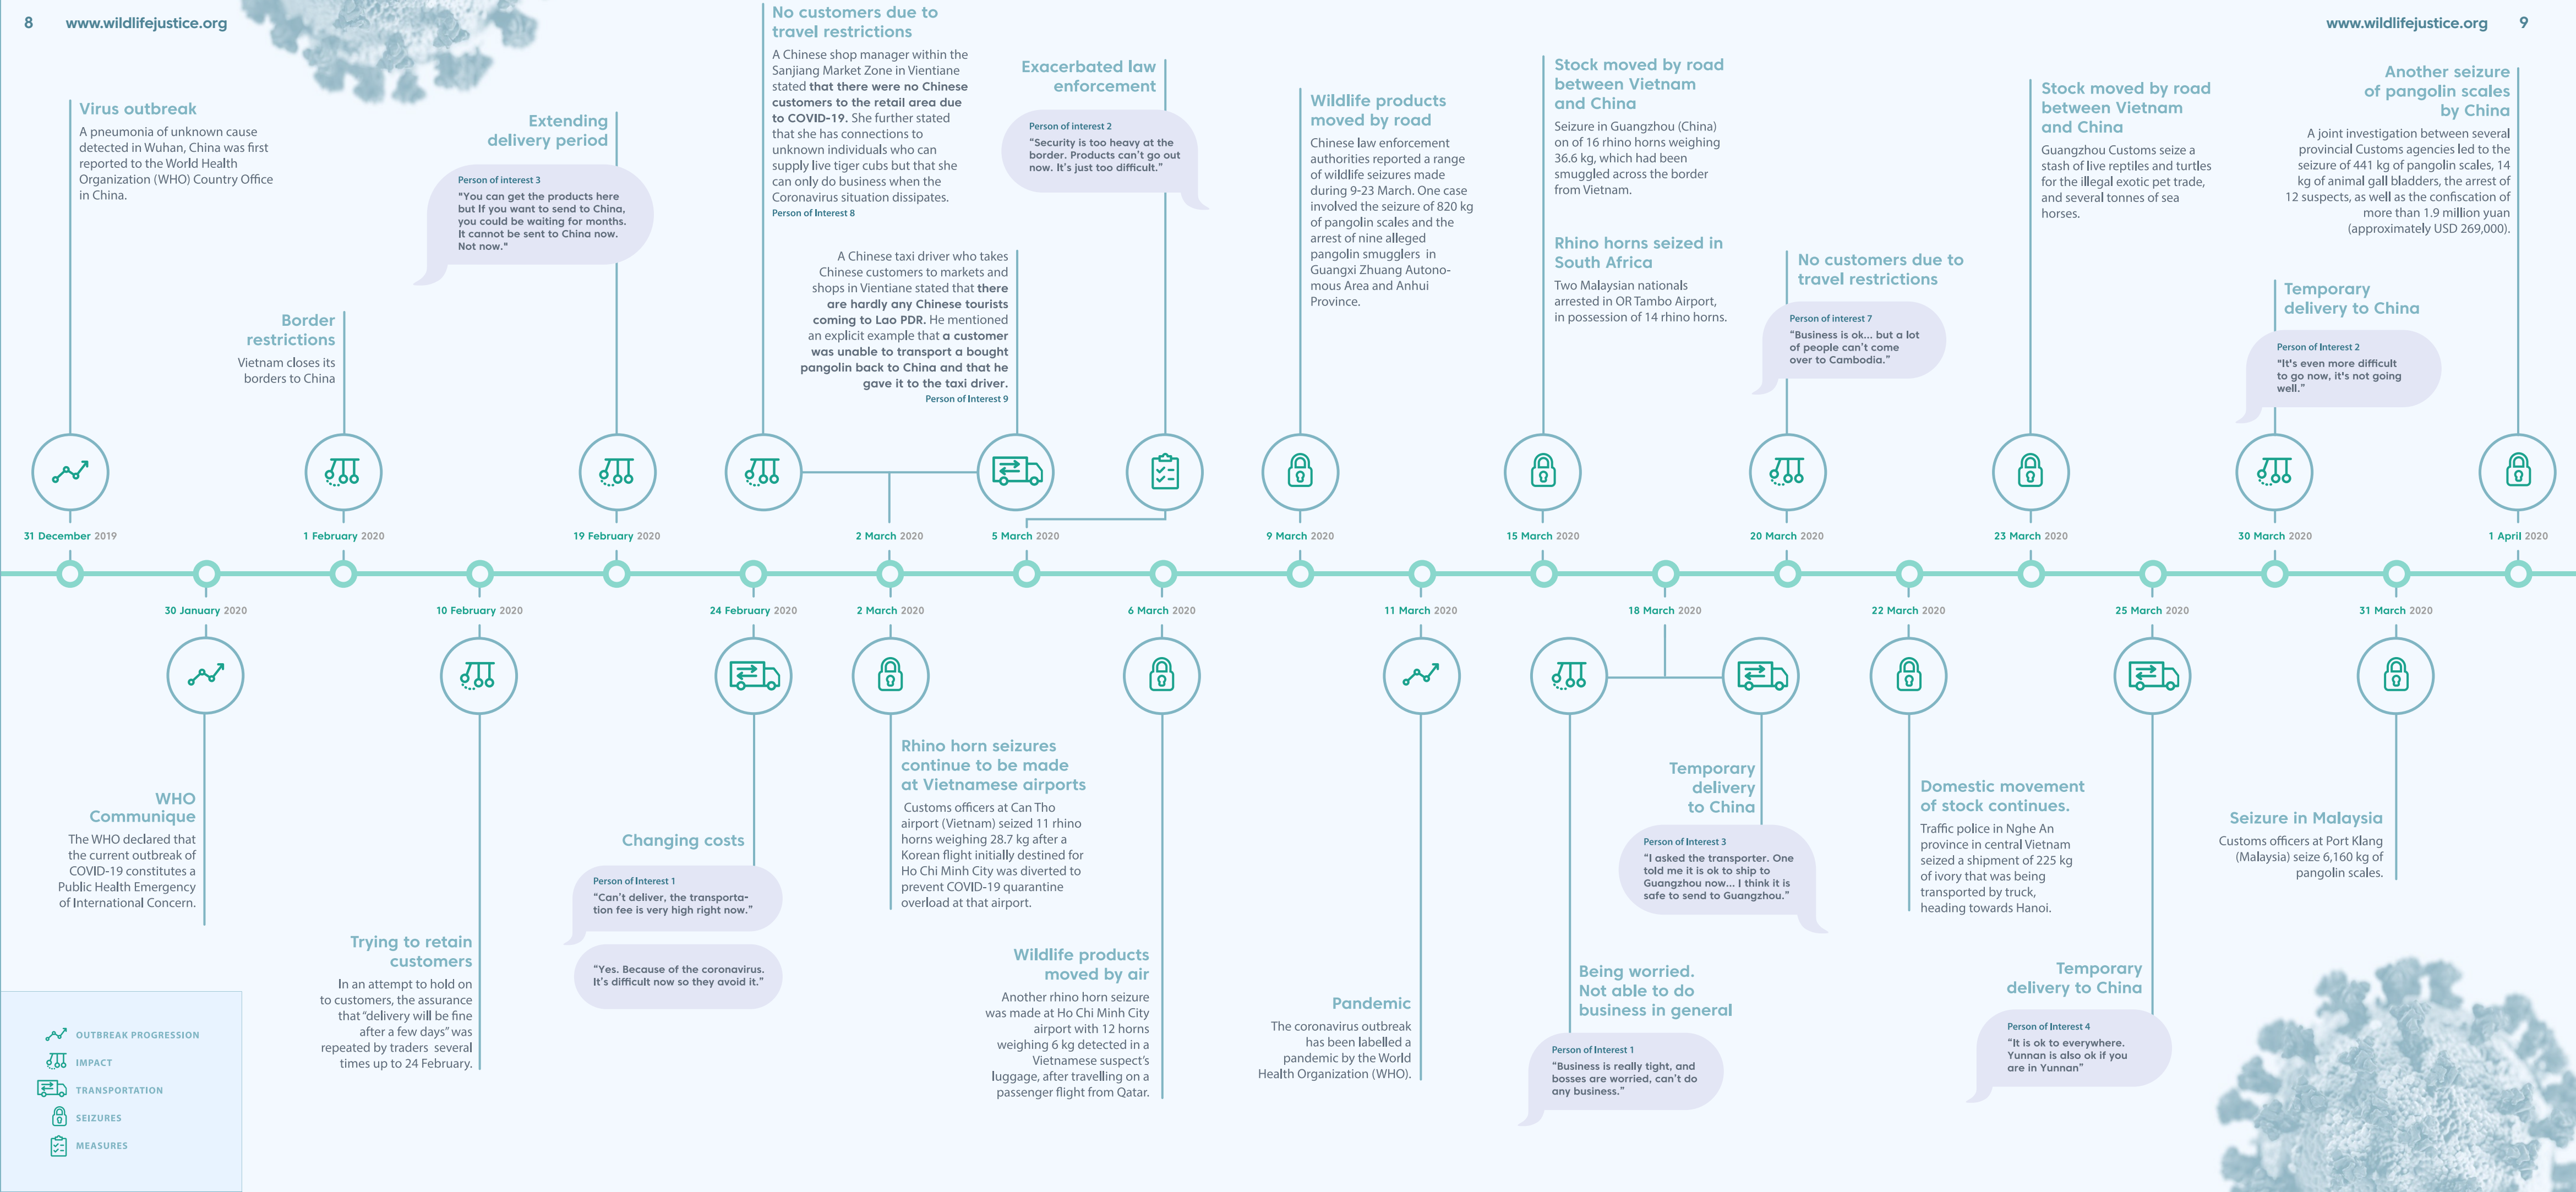 8 www.wildlifejustice.org
www.wildlifejustice.org 9
Virus outbreak
A pneumonia of unknown cause
detected in Wuhan, China was first
reported to the World Health
Organization (WHO) Country Office
in China.
31 December 2019
WHO
Communique
The WHO declared that
the current outbreak of
COVID-19 constitutes a
Public Health Emergency
of International Concern.
30 January 2020
Border
restrictions
Vietnam closes its
borders to China
1 February 2020
Trying to retain
customers
In an attempt to hold on
to customers, the assurance
that “delivery will be fine
after a few days” was
repeated by traders several
times up to 24 February.
10 February 2020
Extending
delivery period
Person of interest 3
“You can get the products here
but If you want to send to China,
you could be waiting for months.
It cannot be sent to China now.
Not now."
19 February 2020
24 February 2020
Changing costs
Person of Interest 1
“Can’t deliver, the transporta-
tion fee is very high right now.”
“Yes. Because of the coronavirus.
It’s difficult now so they avoid it.”
No customers due to
travel restrictions
A Chinese shop manager within the
Sanjiang Market Zone in Vientiane
stated that there were no Chinese
customers to the retail area due
to COVID-19. She further stated
that she has connections to
unknown individuals who can
supply live tiger cubs but that she
can only do business when the
Coronavirus situation dissipates.
Person of Interest 8
A Chinese taxi driver who takes
Chinese customers to markets and
shops in Vientiane stated that there
are hardly any Chinese tourists
coming to Lao PDR. He mentioned
an explicit example that a customer
was unable to transport a bought
pangolin back to China and that he
gave it to the taxi driver.
Person of Interest 9
2 March 2020
2 March 2020
Rhino horn seizures
continue to be made
at Vietnamese airports
Customs officers at Can Tho
airport (Vietnam) seized 11 rhino
horns weighing 28.7 kg after a
Korean flight initially destined for
Ho Chi Minh City was diverted to
prevent COVID-19 quarantine
overload at that airport.
Exacerbated law
enforcement
Person of interest 2
“Security is too heavy at the
border. Products can’t go out
now. It’s just too difficult.”
5 March 2020
6 March 2020
Wildlife products
moved by air
Another rhino horn seizure
was made at Ho Chi Minh City
airport with 12 horns
weighing 6 kg detected in a
Vietnamese suspect’s
luggage, after travelling on a
passenger flight from Qatar.
Wildlife products
moved by road
Chinese law enforcement
authorities reported a range
of wildlife seizures made
during 9-23 March. One case
involved the seizure of 820 kg
of pangolin scales and the
arrest of nine alleged
pangolin smugglers in
Guangxi Zhuang Autono-
mous Area and Anhui
Province.
9 March 2020
11 March 2020
Pandemic
The coronavirus outbreak
has been labelled a
pandemic by the World
Health Organization (WHO).
Stock moved by road
between Vietnam
and China
Seizure in Guangzhou (China)
on of 16 rhino horns weighing
36.6 kg, which had been
smuggled across the border
from Vietnam.
Rhino horns seized in
South Africa
Two Malaysian nationals
arrested in OR Tambo Airport,
in possession of 14 rhino horns.
15 March 2020
18 March 2020
Temporary
delivery
to China
Person of Interest 3
“I asked the transporter. One
told me it is ok to ship to
Guangzhou now... I think it is
safe to send to Guangzhou.”
Being worried.
Not able to do
business in general
Person of Interest 1
“Business is really tight, and
bosses are worried, can’t do
any business.”
No customers due to
travel restrictions
Person of interest 7
“Business is ok... but a lot
of people can’t come
over to Cambodia.”
20 March 2020
22 March 2020
Domestic movement
of stock continues.
Traffic police in Nghe An
province in central Vietnam
seized a shipment of 225 kg
of ivory that was being
transported by truck,
heading towards Hanoi.
Stock moved by road
between Vietnam
and China
Guangzhou Customs seize a
stash of live reptiles and turtles
for the illegal exotic pet trade,
and several tonnes of sea
horses.
23 March 2020
25 March 2020
Temporary
delivery to China
Person of Interest 4
“It is ok to everywhere.
Yunnan is also ok if you
are in Yunnan”
Temporary
delivery to China
Person of Interest 2
“It's even more difficult
to go now, it's not going
well.”
30 March 2020
31 March 2020
Seizure in Malaysia
Customs officers at Port Klang
(Malaysia) seize 6,160 kg of
pangolin scales.
Another seizure
of pangolin scales
by China
A joint investigation between several
provincial Customs agencies led to the
seizure of 441 kg of pangolin scales, 14
kg of animal gall bladders, the arrest of
12 suspects, as well as the confiscation of
more than 1.9 million yuan
(approximately USD 269,000).
1 April 2020
OUTBREAK PROGRESSION
IMPACT
TRANSPORTATION
SEIZURES
MEASURES